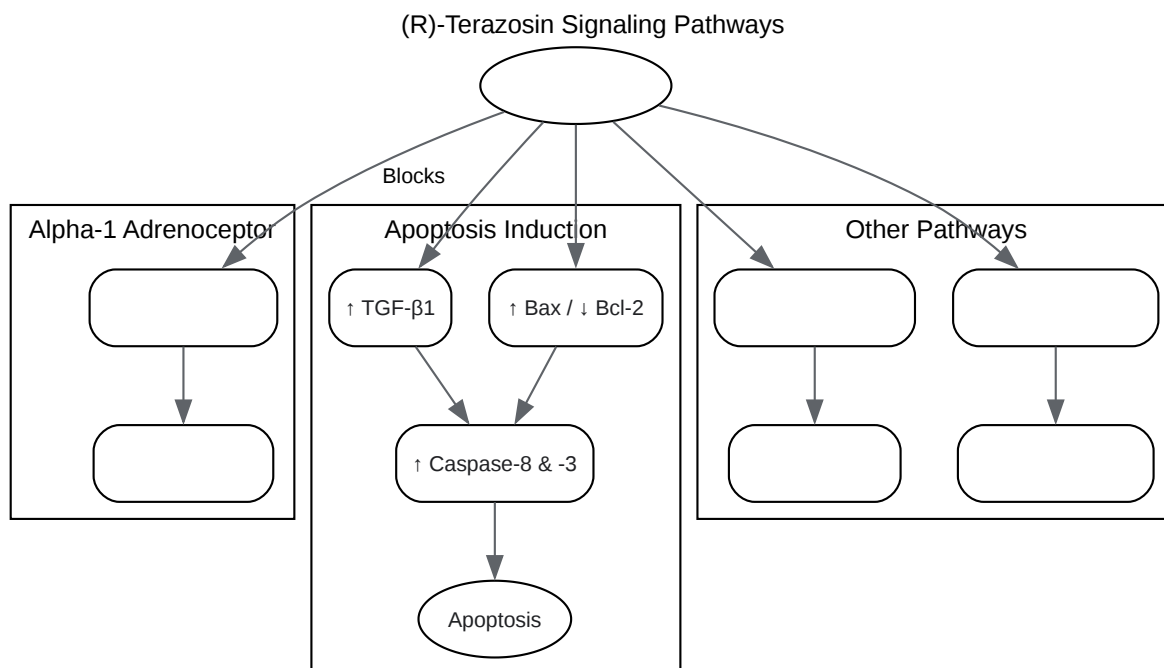 (R)-Terazosin Signaling Pathways
Blocks
Alpha-1 Adrenoceptor
Apoptosis Induction
Other Pathways
↑ TGF-β1
↑ Bax / ↓ Bcl-2
↑ Caspase-8 & -3
Apoptosis